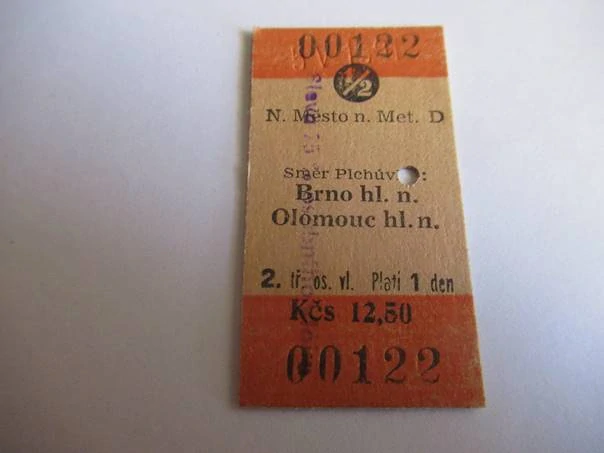 00122
1/2
N. Město n. Met. D
Směr Plchův
Brno hl. n.
Olomouc hl. n.
2. tř. os. vl. Platí 1 den
Kčs 12,50
00122